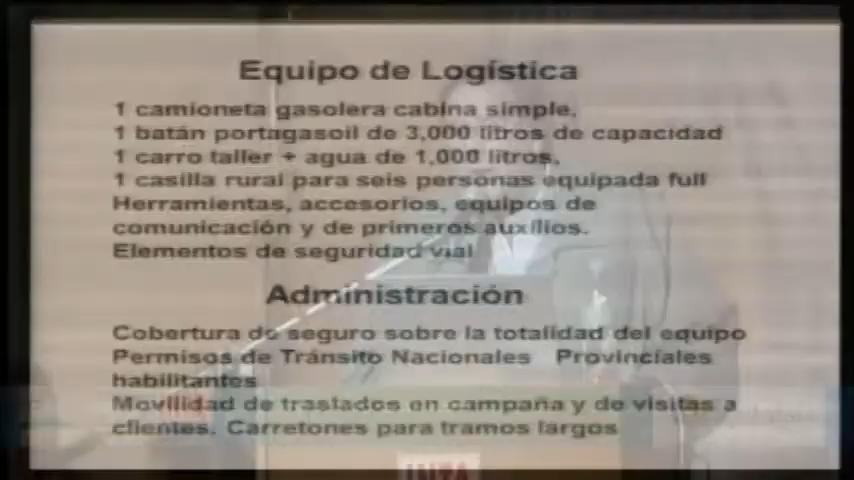 Equipo de Logística
1 camioneta gasolera cabina simple,
1 batán portagasoil de 3,000 litros de capacidad
1 carro taller + agua de 1,000 litros,
1 casilla rural para seis personas equipada full
Herramientas, accesorios, equipos de
comunicación y de primeros auxilios.
Elementos de seguridad vial
Administración
Cobertura de seguro sobre la totalidad del equipo
Permisos de Tránsito Nacionales Provinciales
habilitantes
Movilidad de traslados en campaña y de visitas a
clientes. Carretones para tramos largos
INTA